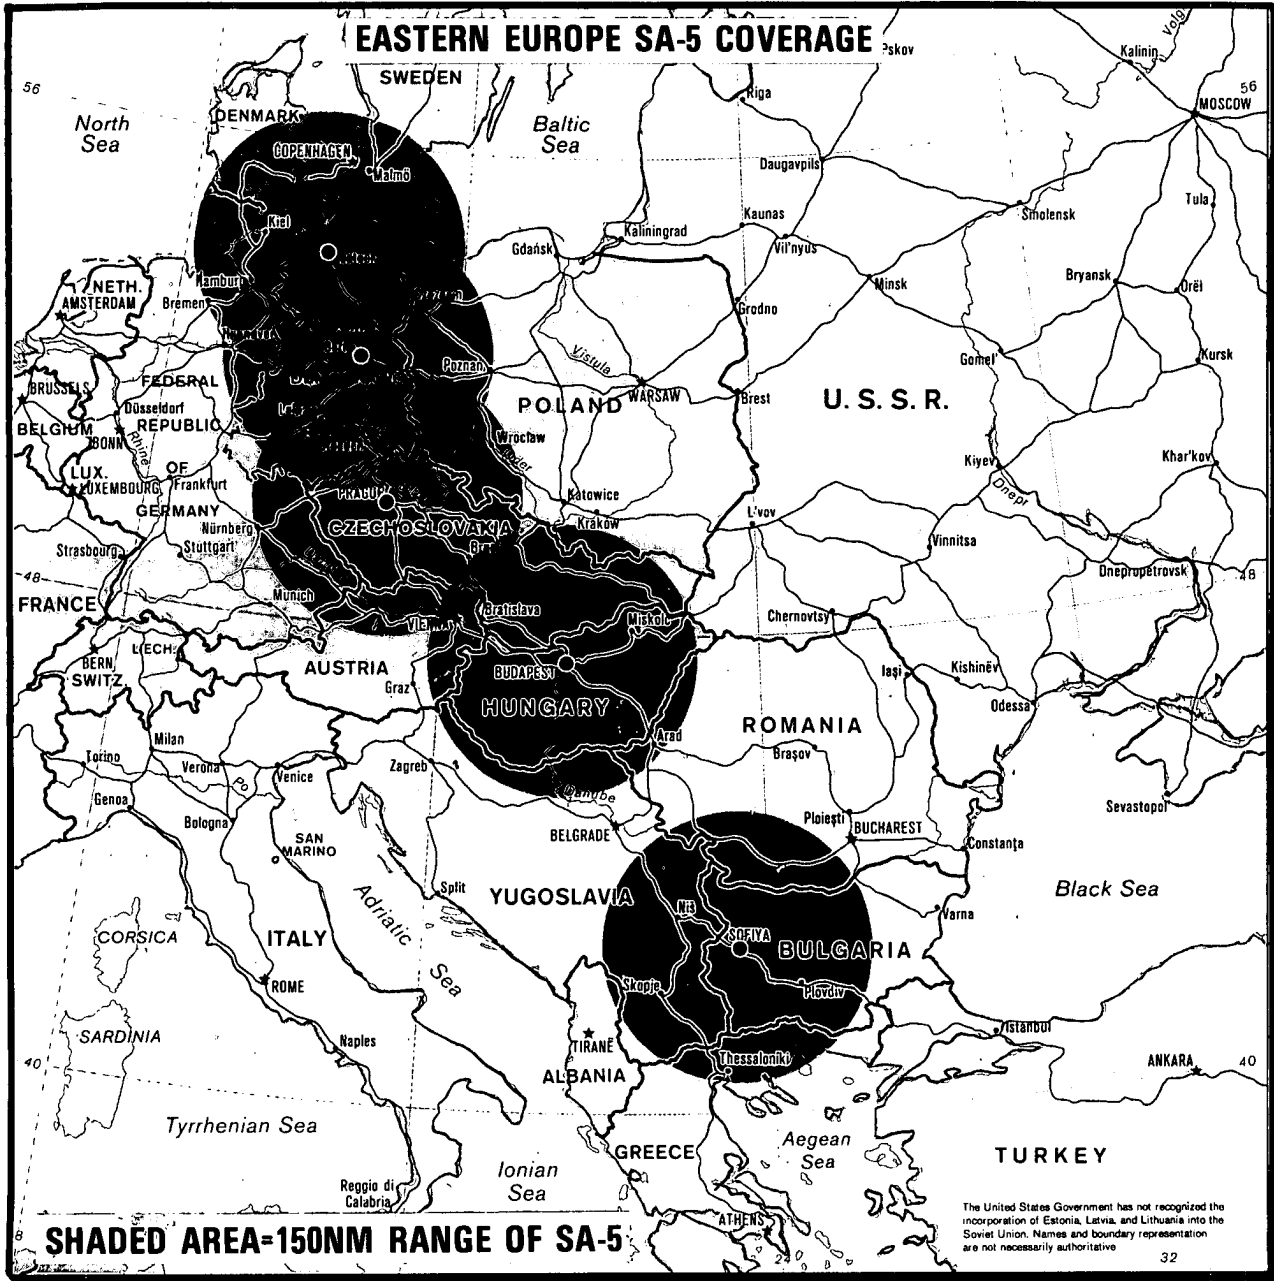 EASTERN EUROPE SA-5 COVERAGE
Pskov
Volg
Kalinin
56
SWEDEN
Riga
56
MOSCOW
North
Sea
DENMARK
Baltic
Sea
COPENHAGEN
Malmö
Daugavpils
Tula
Smolensk
Kaunas
Kiel
Kaliningrad
Gdańsk
Vil'nyus
Hamburg
Minsk
Bryansk
Orël
NETH.
AMSTERDAM
Bremen
Grodno
Hannover
Vistula
Gomel'
Kursk
Poznań
BRUSSELS
FEDERAL
WARSAW
Brest
U.S.S.R.
POLAND
Düsseldorf
REPUBLIC
BELGIUM
BONN
Rhine
Wrocław
Oder
Kiyev
Khar'kov
LUX.
LUXEMBOURG
OF
Frankfurt
GERMANY
PRAGUE
Katowice
Dnepr
Kraków
L'vov
Nürnberg
CZECHOSLOVAKIA
Vinnitsa
Strasbourg
Stuttgart
Dnepropetrovsk
48
48
FRANCE
Munich
Bratislava
Miskolc
Chernovtsy
BERN
LIECH.
SWITZ.
AUSTRIA
Graz
BUDAPEST
Iaşi
Kishinëv
HUNGARY
Odessa
ROMANIA
Arad
Milan
Torino
Verona
Po
Venice
Zagreb
Braşov
Genoa
Danube
Sevastopol'
Bologna
BELGRADE
Ploieşti
BUCHAREST
SAN
MARINO
Constanţa
Split
YUGOSLAVIA
Black Sea
Adriatic
Sea
Niš
Varna
CORSICA
ITALY
SOFIYA
BULGARIA
ROME
Skopje
Plovdiv
SARDINIA
Naples
TIRANË
Istanbul
40
Thessaloníki
ANKARA
40
ALBANIA
Tyrrhenian Sea
Aegean
Sea
GREECE
TURKEY
Ionian
Sea
Reggio di
Calabria
ATHENS
The United States Government has not recognized the
incorporation of Estonia, Latvia, and Lithuania into the
Soviet Union. Names and boundary representation
are not necessarily authoritative
SHADED AREA=150NM RANGE OF SA-5
8
24
32